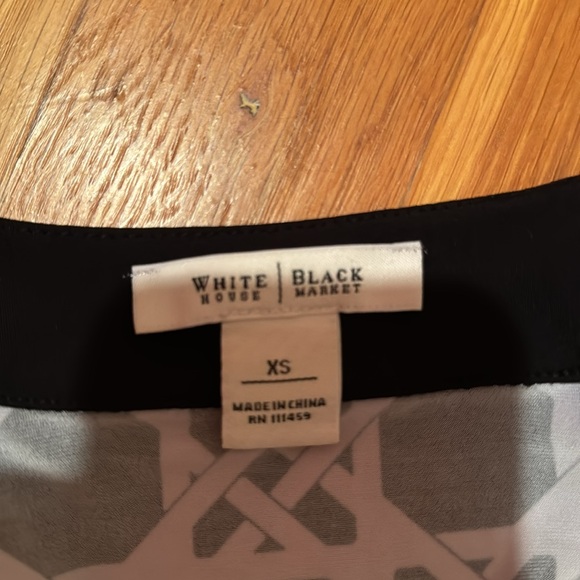 WHITE | BLACK
HOUSE | MARKET
XS
MADE IN CHINA
RN 111459